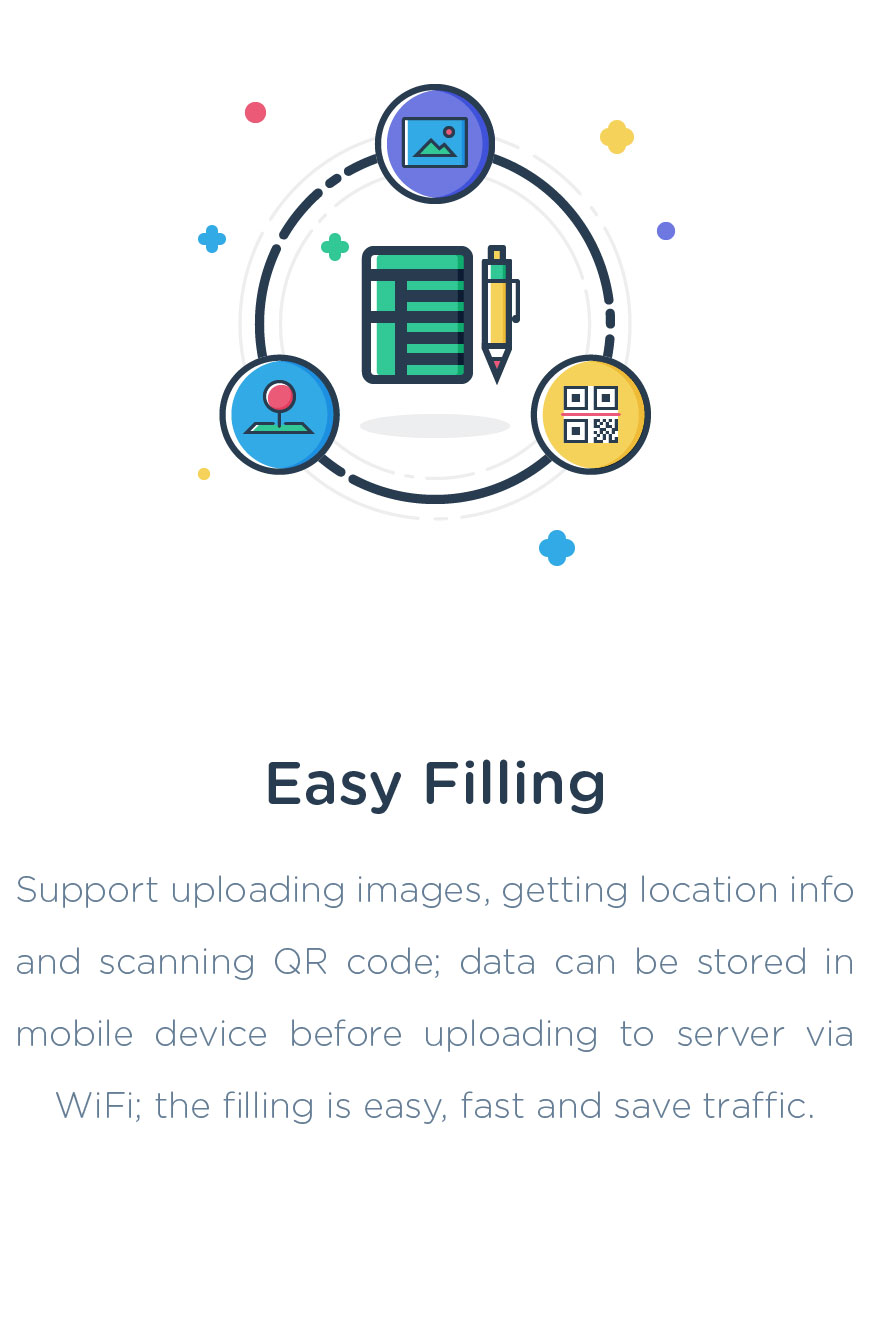 Easy Filling
Support uploading images, getting location info
and scanning QR code; data can be stored in
mobile device before uploading to server via
WiFi; the filling is easy, fast and save traffic.